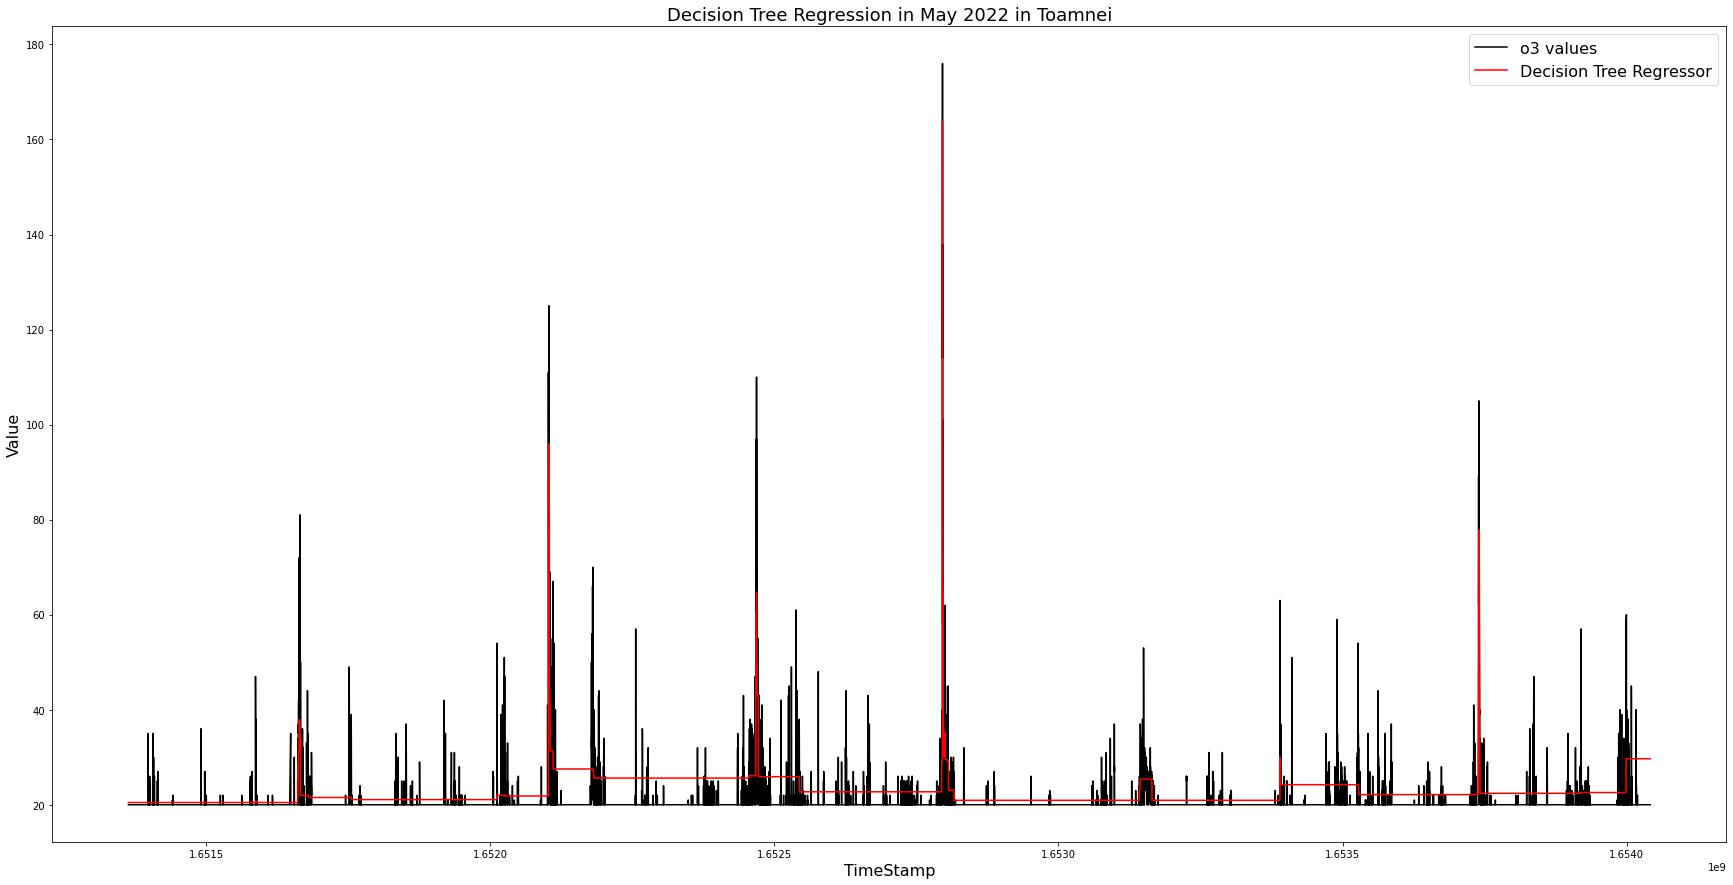 Decision Tree Regression in May 2022 in Toamnei
o3 values
Decision Tree Regressor
Value
180
160
140
120
100
80
60
40
20
1.6515
1.6520
1.6525
1.6530
1.6535
1.6540
1e9
TimeStamp